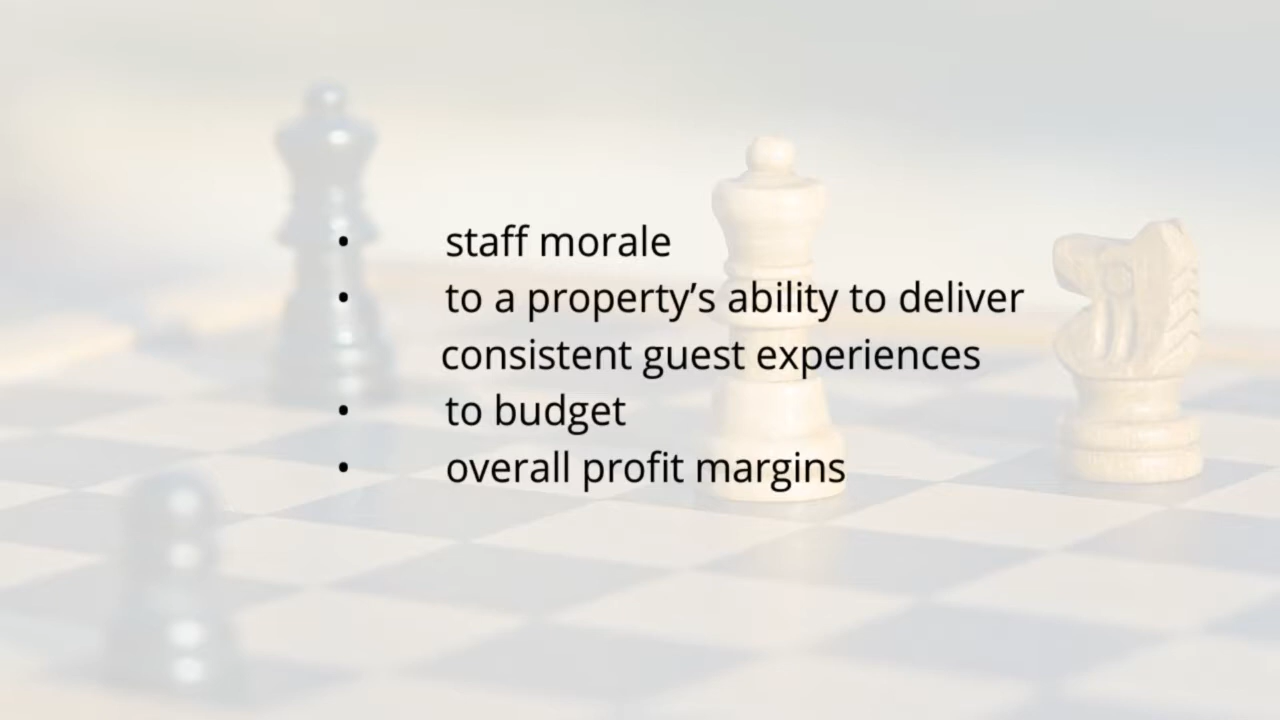 • staff morale
• to a property’s ability to deliver
consistent guest experiences
• to budget
• overall profit margins